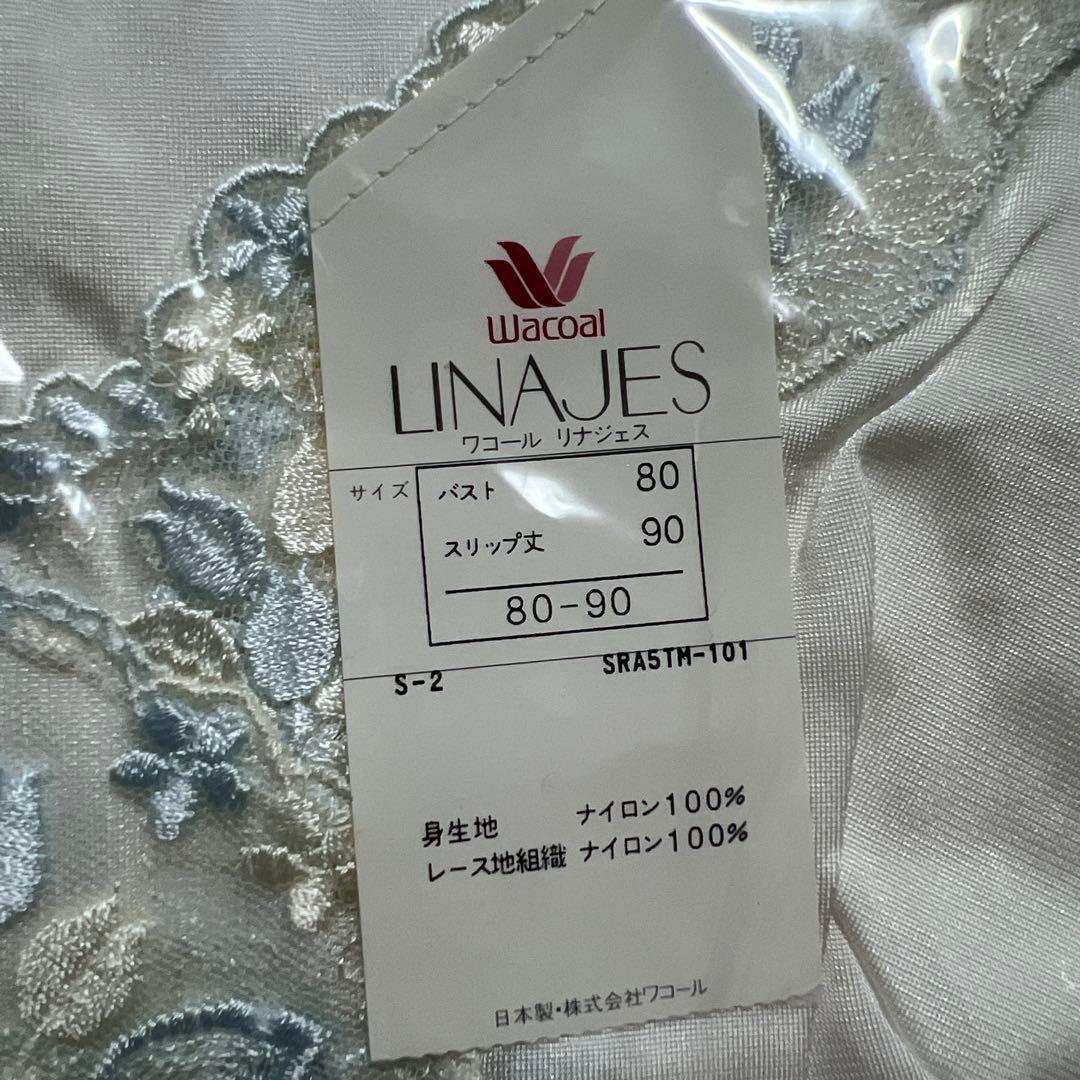 Wacoal
LINAJES
ワコール リナジェス
サイズ
バスト 80
スリップ丈 90
80-90
S-2 SRA5TM-101
身生地 ナイロン100%
レース地組織 ナイロン100%
日本製・株式会社ワコール